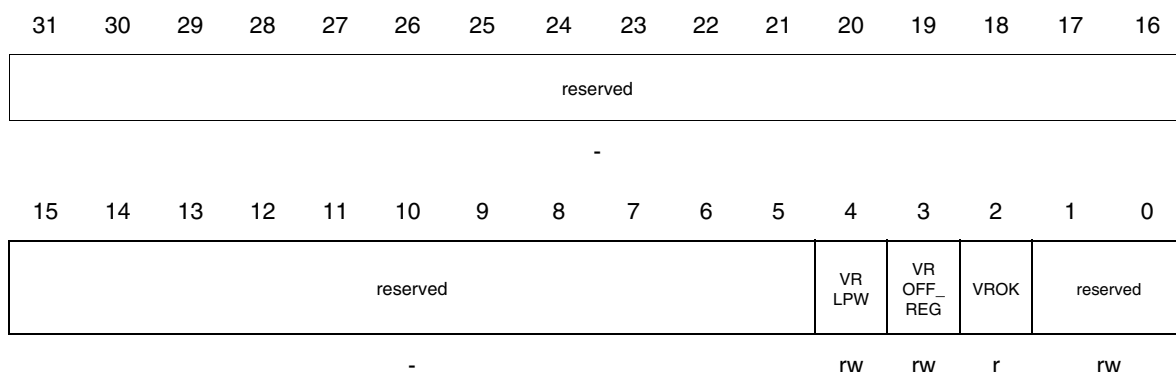 31 30 29 28 27 26 25 24 23 22 21 20 19 18 17 16
reserved
-
15 14 13 12 11 10 9 8 7 6 5 4 3 2 1 0
reserved
VR
LPW
VR
OFF_
REG
VROK
reserved
- rw rw r rw